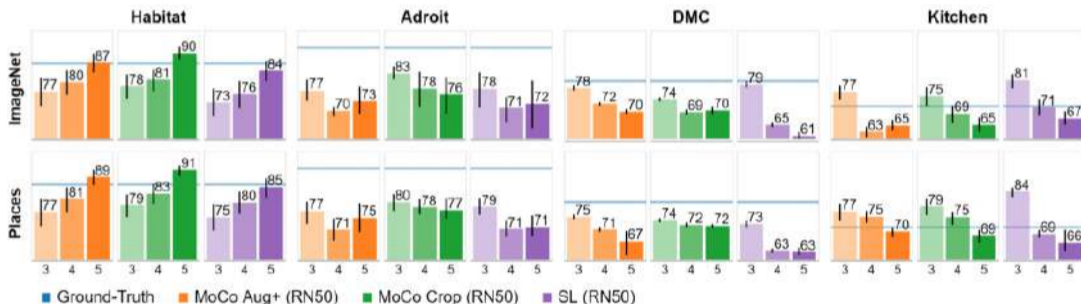 Habitat Adroit DMC Kitchen
ImageNet
77 80 87 78 81 90 73 76 84
77 70 73 83 78 76 78 71 72
78 72 70 74 69 70 79 65 61
77 63 65 75 69 65 81 71 67
Places
77 81 89 79 83 91 75 80 85
77 71 75 80 78 77 79 71 71
75 71 67 74 72 72 73 63 63
77 75 70 79 75 69 84 69 66
3 4 5 3 4 5 3 4 5 3 4 5 3 4 5 3 4 5 3 4 5 3 4 5 3 4 5 3 4 5 3 4 5 3 4 5
Ground-Truth MoCo Aug+ (RN50) MoCo Crop (RN50) SL (RN50)